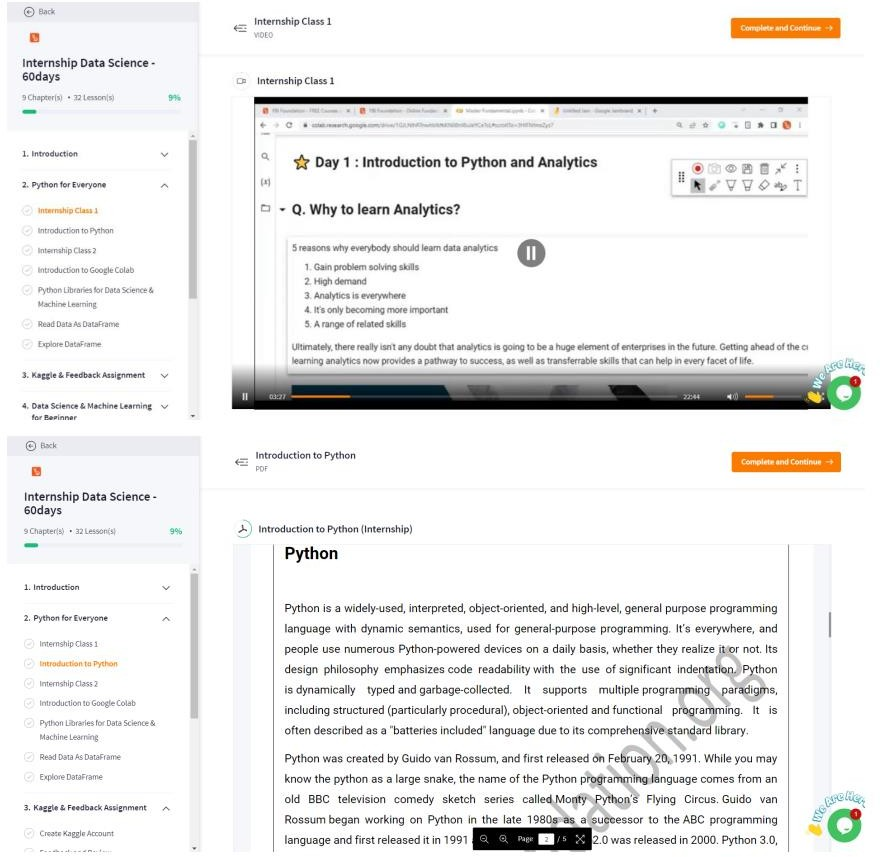 Back
Internship Data Science -
60days
9 Chapter(s) • 32 Lesson(s) 9%
1. Introduction
2. Python for Everyone
Internship Class 1
Introduction to Python
Internship Class 2
Introduction to Google Colab
Python Libraries for Data Science &
Machine Learning
Read Data As DataFrame
Explore DataFrame
3. Kaggle & Feedback Assignment
4. Data Science & Machine Learning
for Beginner
Internship Class 1
VIDEO
Complete and Continue →
Internship Class 1
Day 1 : Introduction to Python and Analytics
Q. Why to learn Analytics?
5 reasons why everybody should learn data analytics
1. Gain problem solving skills
2. High demand
3. Analytics is everywhere
4. It's only becoming more important
5. A range of related skills
Ultimately, there really isn't any doubt that analytics is going to be a huge element of enterprises in the future. Getting ahead of the
learning analytics now provides a pathway to success, as well as transferrable skills that can help in every facet of life.
03:27 22:44
We Are Here
1
Back
Internship Data Science -
60days
9 Chapter(s) • 32 Lesson(s) 9%
1. Introduction
2. Python for Everyone
Internship Class 1
Introduction to Python
Internship Class 2
Introduction to Google Colab
Python Libraries for Data Science &
Machine Learning
Read Data As DataFrame
Explore DataFrame
3. Kaggle & Feedback Assignment
Create Kaggle Account
Introduction to Python
PDF
Complete and Continue →
Introduction to Python (Internship)
Python
Python is a widely-used, interpreted, object-oriented, and high-level, general purpose programming
language with dynamic semantics, used for general-purpose programming. It's everywhere, and
people use numerous Python-powered devices on a daily basis, whether they realize it or not. Its
design philosophy emphasizes code readability with the use of significant indentation. Python
is dynamically typed and garbage-collected. It supports multiple programming paradigms,
including structured (particularly procedural), object-oriented and functional programming. It is
often described as a "batteries included" language due to its comprehensive standard library.
Python was created by Guido van Rossum, and first released on February 20, 1991. While you may
know the python as a large snake, the name of the Python programming language comes from an
old BBC television comedy sketch series called Monty Python's Flying Circus. Guido van
Rossum began working on Python in the late 1980s as a successor to the ABC programming
language and first released it in 1991 2.0 was released in 2000. Python 3.0,
Page 2 / 5
We Are Here
1